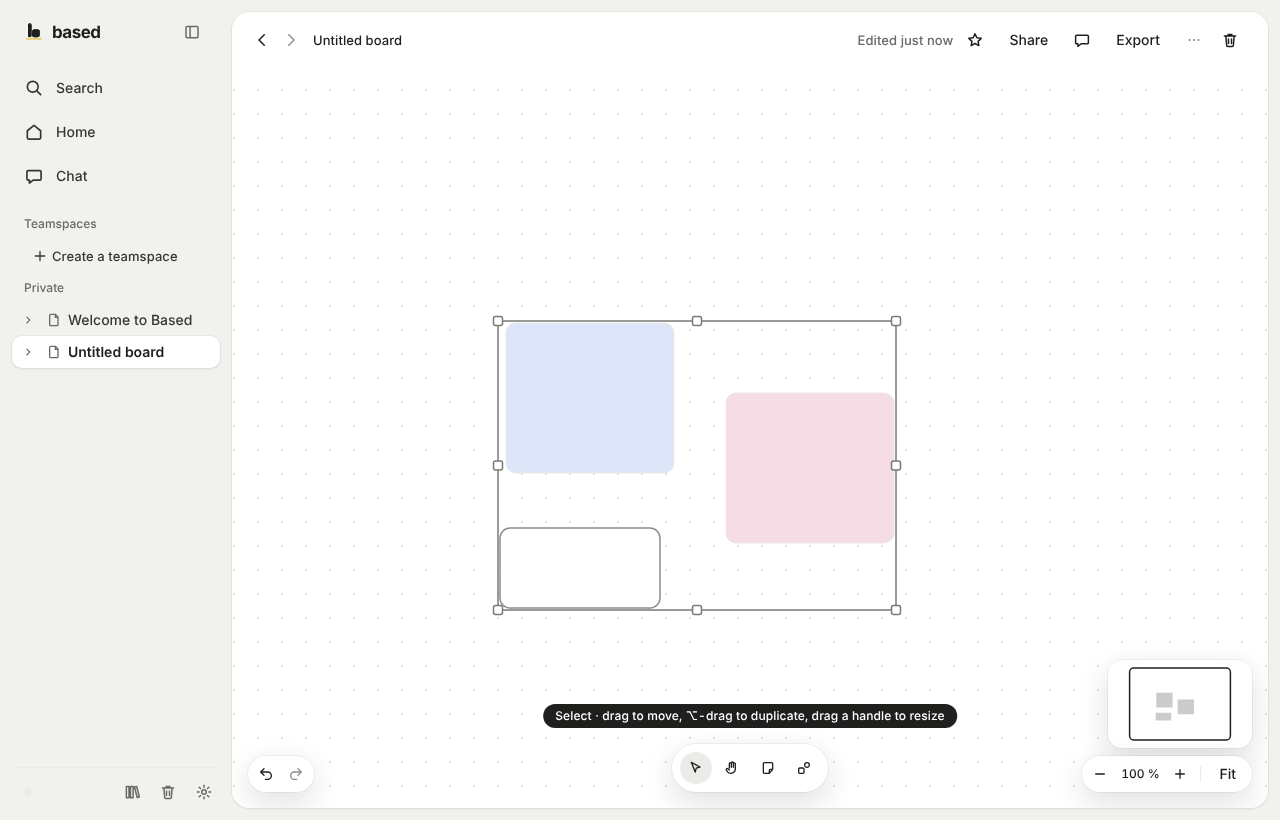 based
Search
Home
Chat
Teamspaces
Create a teamspace
Private
Welcome to Based
Untitled board
Untitled board
Edited just now
Share
Export
Select · drag to move, ⌥-drag to duplicate, drag a handle to resize
100 %
Fit